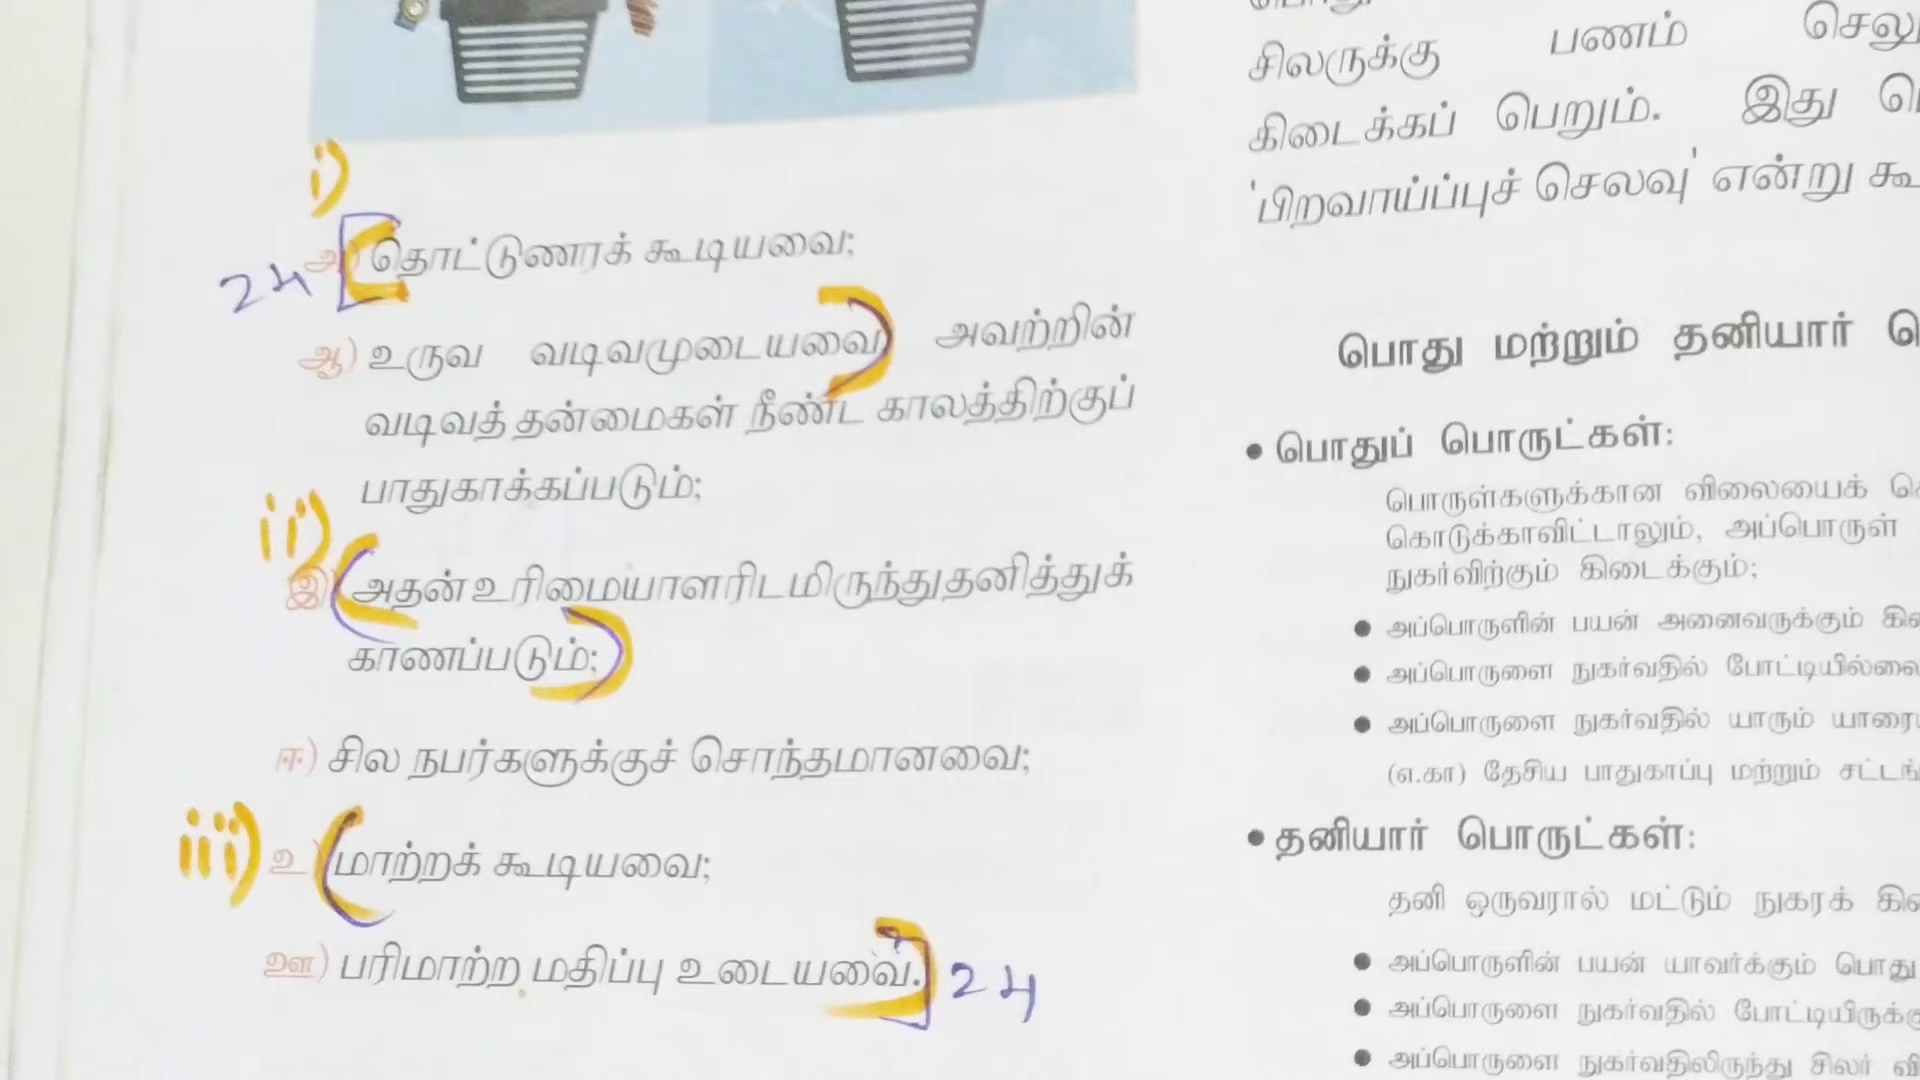 i)
அ) தொட்டுணரக் கூடியவை;
24
ஆ) உருவ வடிவமுடையவை அவற்றின்
வடிவத் தன்மைகள் நீண்ட காலத்திற்குப்
பாதுகாக்கப்படும்;
ii)
இ) அதன் உரிமையாளரிடமிருந்து தனித்துக்
காணப்படும்;
ஈ) சில நபர்களுக்குச் சொந்தமானவை;
iii)
உ) மாற்றக் கூடியவை;
ஊ) பரிமாற்ற மதிப்பு உடையவை.
24
சிலருக்கு பணம்
கிடைக்கப் பெறும். இது
'பிறவாய்ப்புச் செலவு' என்று
பொது மற்றும் தனியார்
• பொதுப் பொருட்கள்:
பொருள்களுக்கான விலையைக்
கொடுக்காவிட்டாலும், அப்பொருள்
நுகர்விற்கும் கிடைக்கும்;
● அப்பொருளின் பயன் அனைவருக்கும்
● அப்பொருளை நுகர்வதில் போட்டியில்லை
● அப்பொருளை நுகர்வதில் யாரும்
(எ.கா) தேசிய பாதுகாப்பு மற்றும்
• தனியார் பொருட்கள்:
தனி ஒருவரால் மட்டும் நுகரக்
● அப்பொருளின் பயன் யாவர்க்கும் பொது
● அப்பொருளை நுகர்வதில்
● அப்பொருளை நுகர்வதிலிருந்து சிலர்